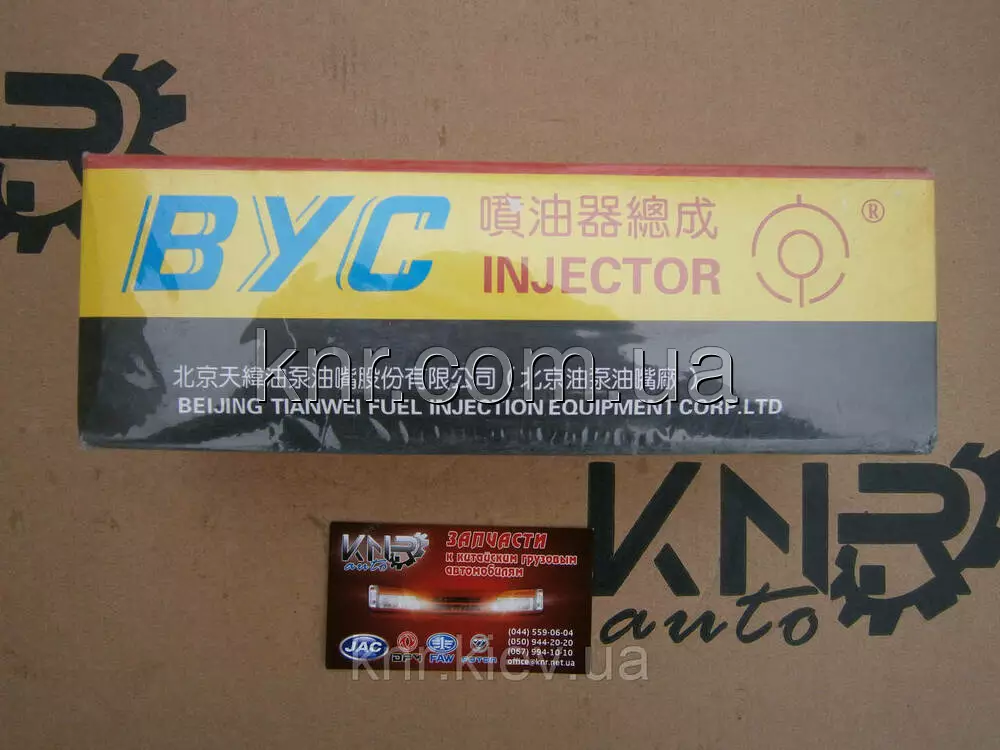 KNR
auto
BYC
噴油器總成
INJECTOR
®
knr.com.ua
北京天緯油泵油嘴股份有限公司 / 北京油泵油嘴廠
BEIJING TIANWEI FUEL INJECTION EQUIPMENT CORP.LTD
KNR
auto
KNR
auto
ЗАПЧАСТИ
к китайским грузовым
автомобилям
JAC
DFM
FAW
FOTON
(044) 559-06-04
(050) 944-20-20
(067) 994-10-10
office@knr.net.ua
knr.kiev.ua